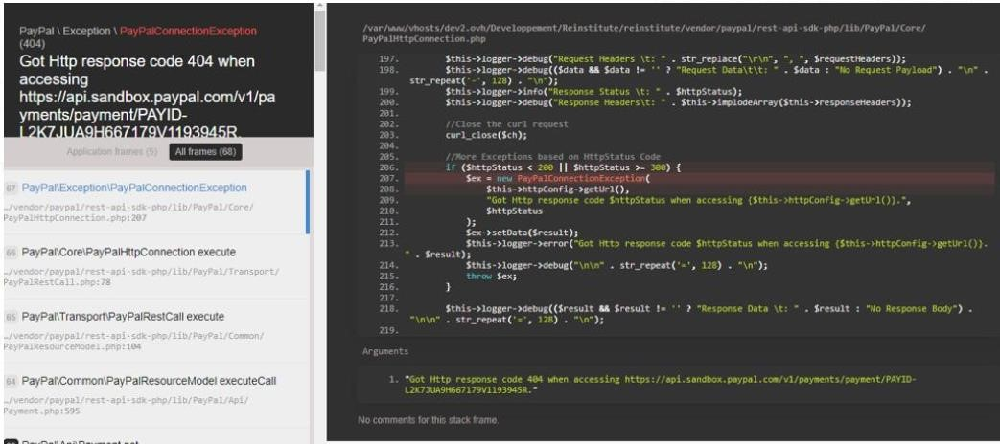 PayPal \ Exception \ PayPalConnectionException
(404)
Got Http response code 404 when
accessing
https://api.sandbox.paypal.com/v1/pa
yments/payment/PAYID-
L2K7JUA9H667179V1193945R.
Application frames (5) All frames (68)
67 PayPal\Exception\PayPalConnectionException
…/vendor/paypal/rest-api-sdk-php/lib/PayPal/Core/
PayPalHttpConnection.php:207
66 PayPal\Core\PayPalHttpConnection execute
…/vendor/paypal/rest-api-sdk-php/lib/PayPal/Transport/
PayPalRestCall.php:78
65 PayPal\Transport\PayPalRestCall execute
…/vendor/paypal/rest-api-sdk-php/lib/PayPal/Common/
PayPalResourceModel.php:104
64 PayPal\Common\PayPalResourceModel executeCall
…/vendor/paypal/rest-api-sdk-php/lib/PayPal/Api/
Payment.php:595
PayPal\Api\Payment get
/var/www/vhosts/dev2.ovh/Developpement/Reinstitute/reinstitute/vendor/paypal/rest-api-sdk-php/lib/PayPal/Core/
PayPalHttpConnection.php
197. $this->logger->debug("Request Headers \t: " . str_replace("\r\n", ", ", $requestHeaders));
198. $this->logger->debug(($data && $data != '' ? "Request Data\t\t: " . $data : "No Request Payload") . "\n" .
str_repeat('-', 128) . "\n");
199. $this->logger->info("Response Status \t: " . $httpStatus);
200. $this->logger->debug("Response Headers\t: " . $this->implodeArray($this->responseHeaders));
201.
202. //Close the curl request
203. curl_close($ch);
204.
205. //More Exceptions based on HttpStatus Code
206. if ($httpStatus < 200 || $httpStatus >= 300) {
207. $ex = new PayPalConnectionException(
208. $this->httpConfig->getUrl(),
209. "Got Http response code $httpStatus when accessing {$this->httpConfig->getUrl()}.",
210. $httpStatus
211. );
212. $ex->setData($result);
213. $this->logger->error("Got Http response code $httpStatus when accessing {$this->httpConfig->getUrl()}.
" . $result);
214. $this->logger->debug("\n\n" . str_repeat('=', 128) . "\n");
215. throw $ex;
216. }
217.
218. $this->logger->debug(($result && $result != '' ? "Response Data \t: " . $result : "No Response Body") .
"\n\n" . str_repeat('=', 128) . "\n");
219.
Arguments
1. "Got Http response code 404 when accessing https://api.sandbox.paypal.com/v1/payments/payment/PAYID-
L2K7JUA9H667179V1193945R."
No comments for this stack frame.